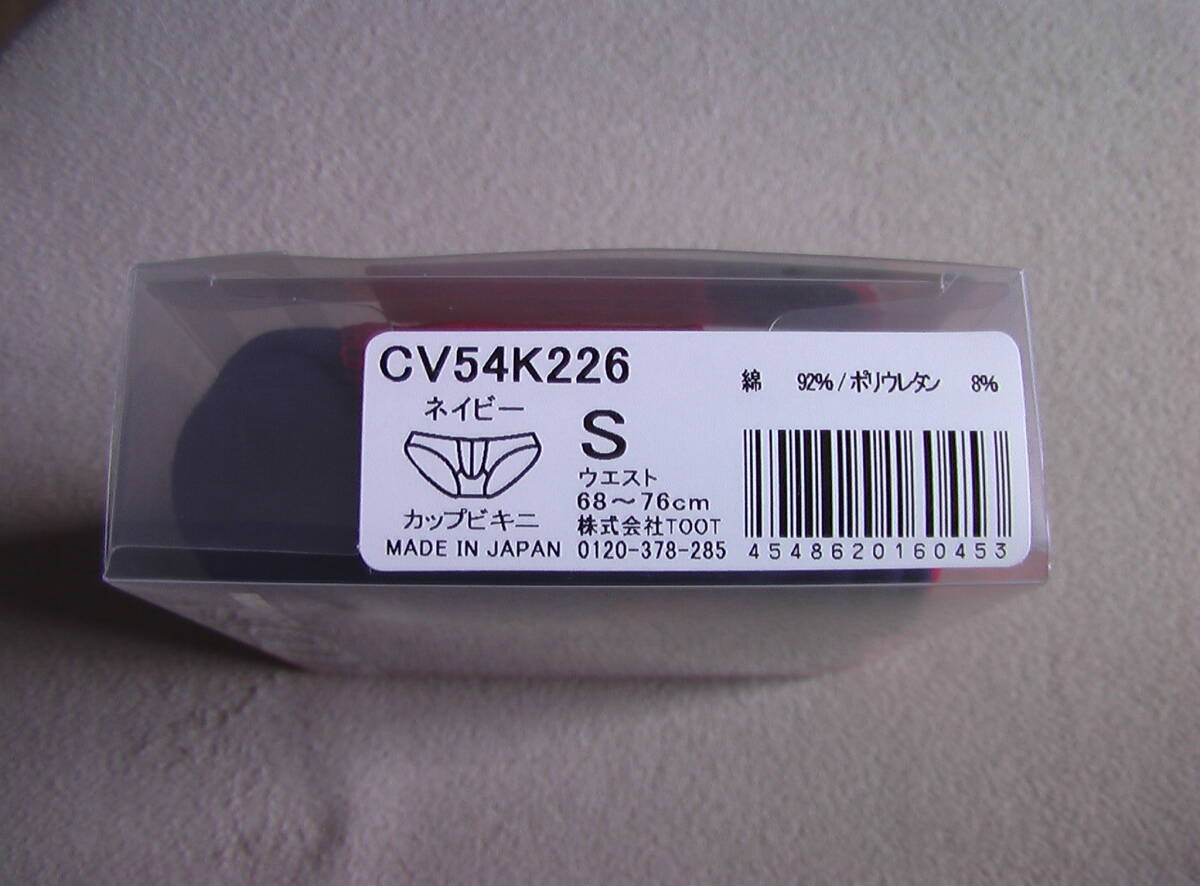 CV54K226
ネイビー
カップビキニ
MADE IN JAPAN
S
ウエスト
68～76cm
株式会社TOOT
0120-378-285
綿 92%/ポリウレタン 8%
4548620160453